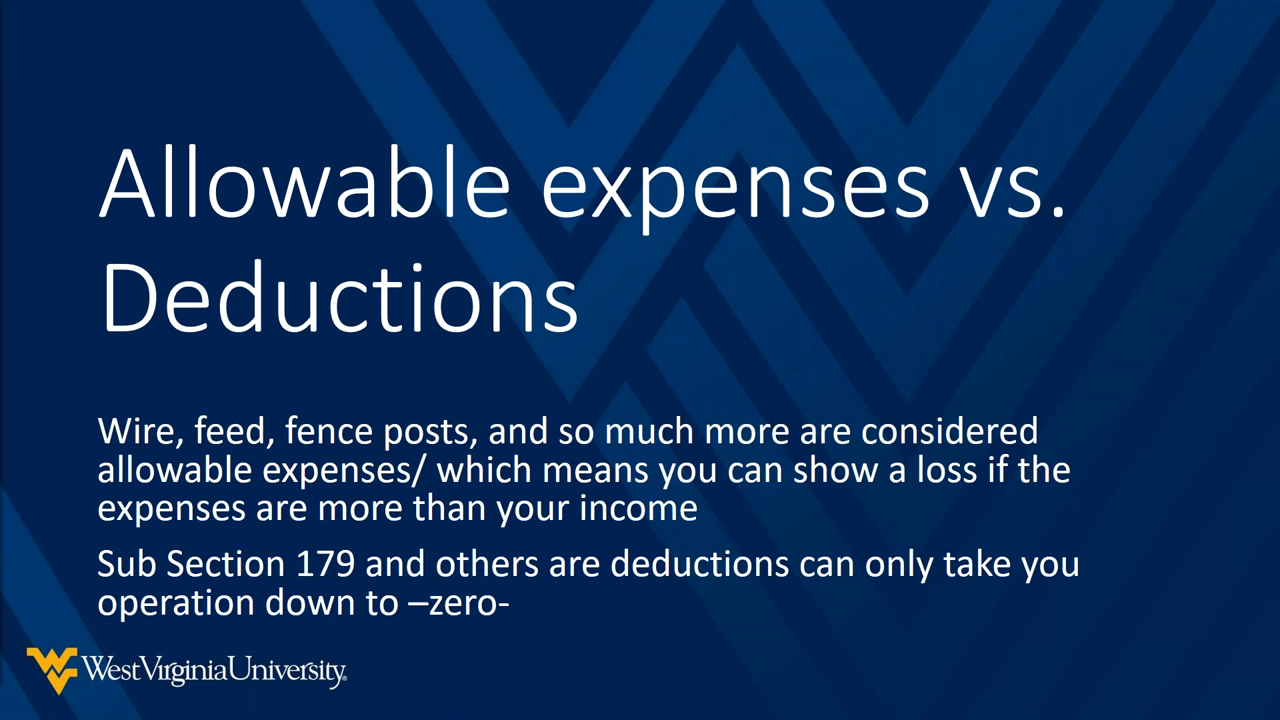 Allowable expenses vs.
Deductions
Wire, feed, fence posts, and so much more are considered
allowable expenses/ which means you can show a loss if the
expenses are more than your income
Sub Section 179 and others are deductions can only take you
operation down to –zero-
WestVirginiaUniversity.